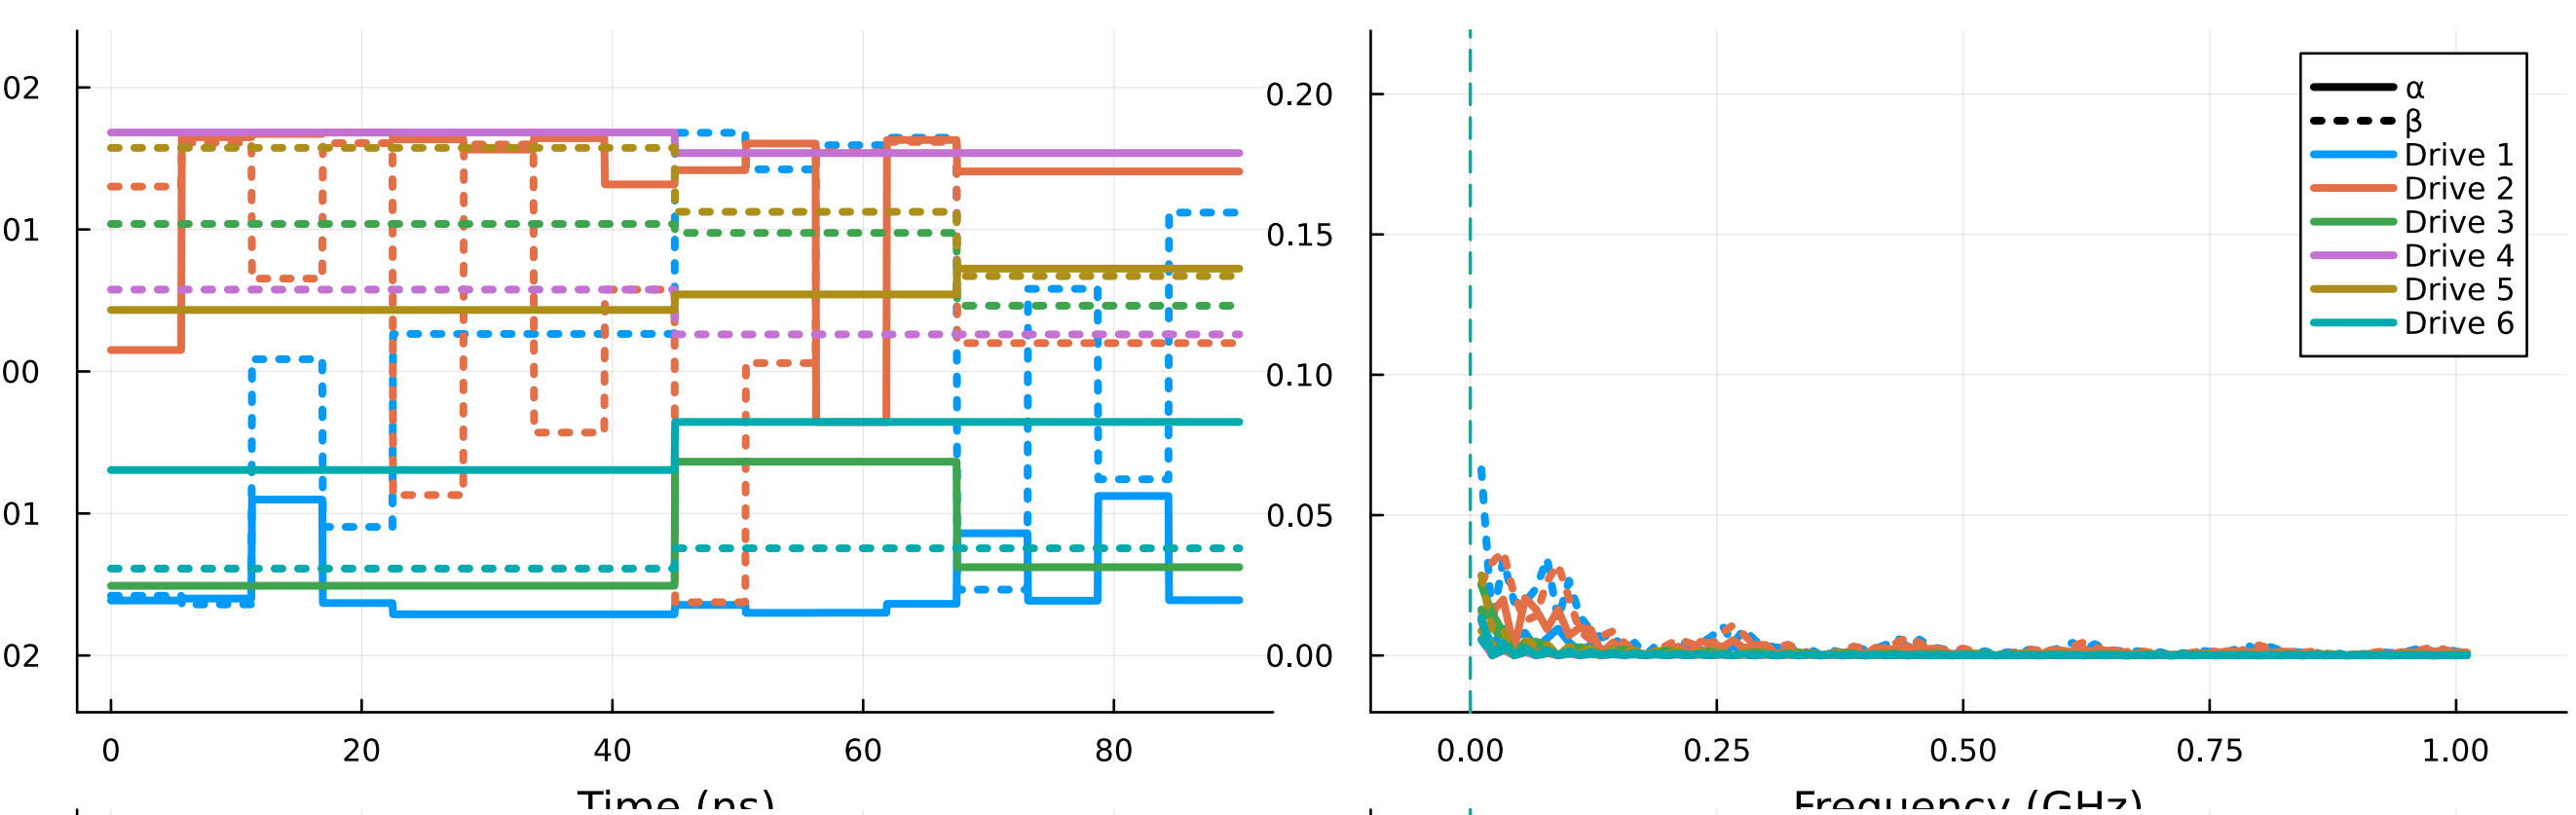 02
01
00
01
02
0 20 40 60 80
Time (ns)
0.20
0.15
0.10
0.05
0.00
0.00 0.25 0.50 0.75 1.00
Frequency (GHz)
α
β
Drive 1
Drive 2
Drive 3
Drive 4
Drive 5
Drive 6